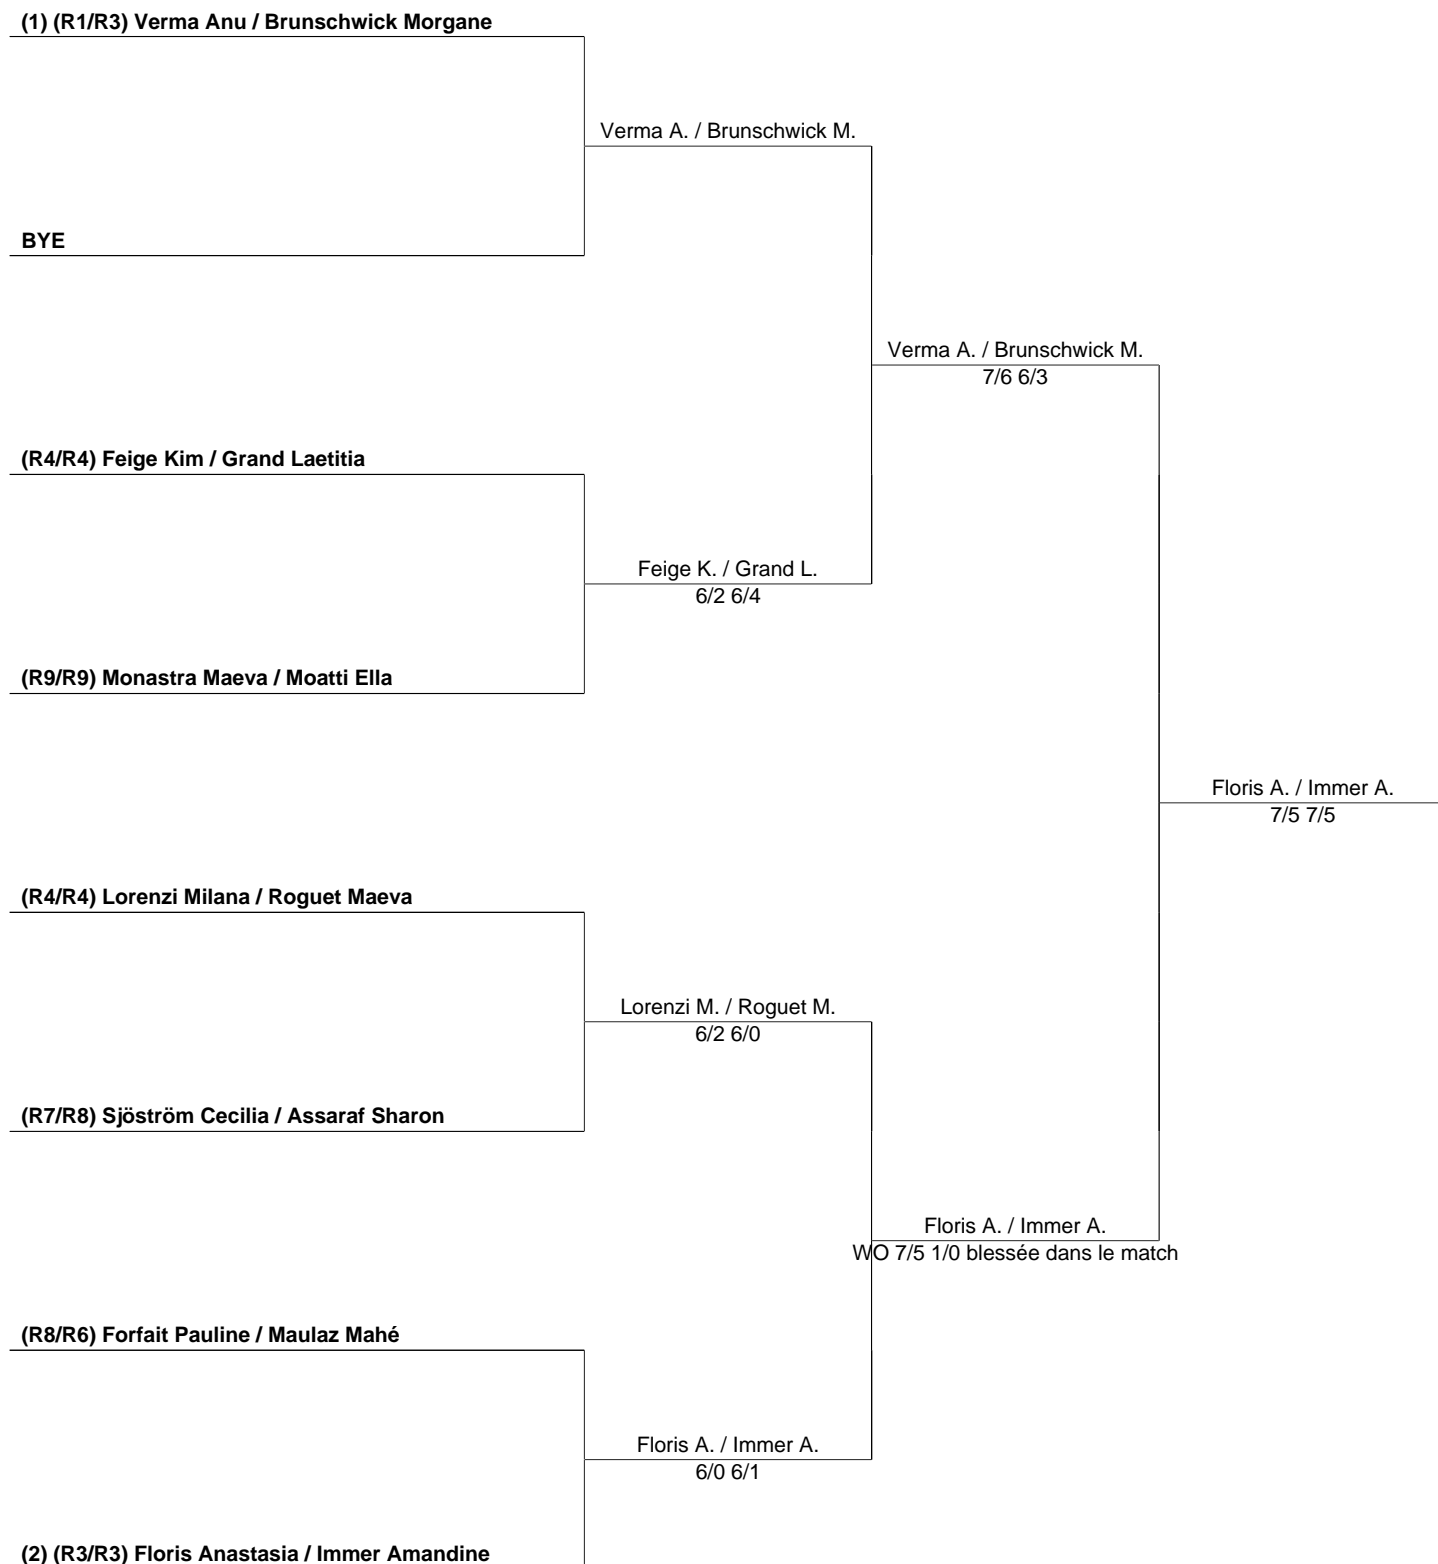 (1) (R1/R3) Verma Anu / Brunschwick Morgane
Verma A. / Brunschwick M.
BYE
Verma A. / Brunschwick M.
7/6 6/3
(R4/R4) Feige Kim / Grand Laetitia
Feige K. / Grand L.
6/2 6/4
(R9/R9) Monastra Maeva / Moatti Ella
Floris A. / Immer A.
7/5 7/5
(R4/R4) Lorenzi Milana / Roguet Maeva
Lorenzi M. / Roguet M.
6/2 6/0
(R7/R8) Sjöström Cecilia / Assaraf Sharon
Floris A. / Immer A.
WO 7/5 1/0 blessée dans le match
(R8/R6) Forfait Pauline / Maulaz Mahé
Floris A. / Immer A.
6/0 6/1
(2) (R3/R3) Floris Anastasia / Immer Amandine